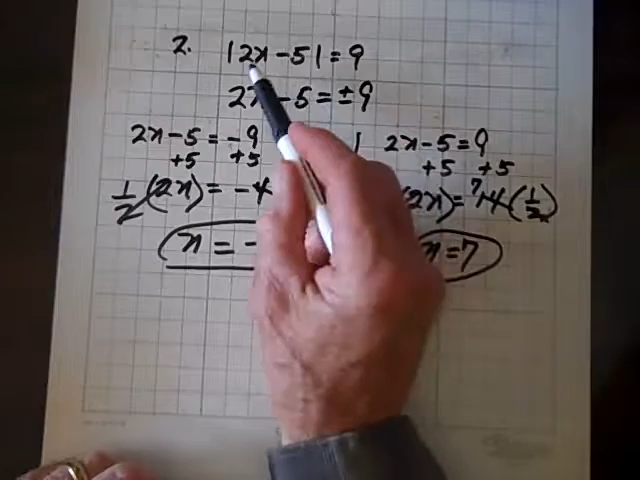 2. |2x-5|=9
2x-5=±9
2x-5=-9 | 2x-5=9
+5 +5 +5 +5
1/2(2x)=-4 (2x)=7 14(1/2)
x=- x=7